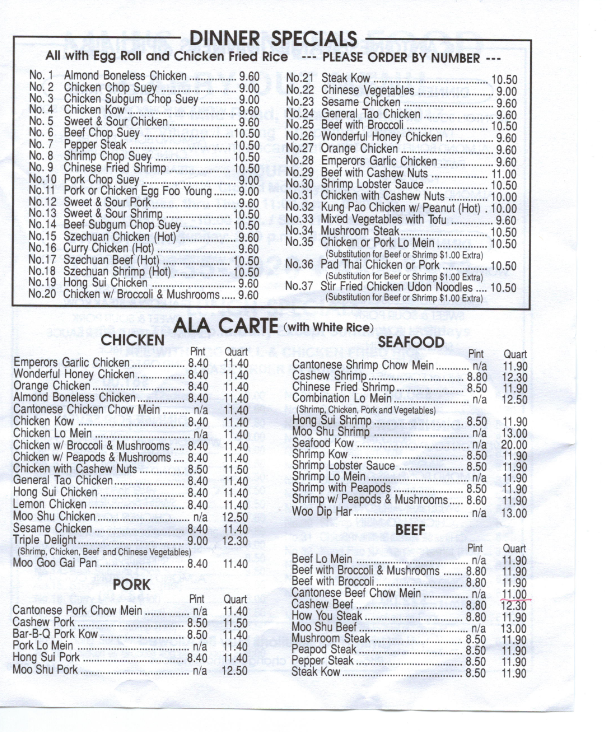 DINNER SPECIALS
All with Egg Roll and Chicken Fried Rice --- PLEASE ORDER BY NUMBER ---
No. 1 Almond Boneless Chicken ... 9.60
No. 2 Chicken Chop Suey ... 9.00
No. 3 Chicken Subgum Chop Suey ... 9.00
No. 4 Chicken Kow ... 9.60
No. 5 Sweet & Sour Chicken ... 9.60
No. 6 Beef Chop Suey ... 10.50
No. 7 Pepper Steak ... 10.50
No. 8 Shrimp Chop Suey ... 10.50
No. 9 Chinese Fried Shrimp ... 10.50
No.10 Pork Chop Suey ... 9.00
No.11 Pork or Chicken Egg Foo Young ... 9.00
No.12 Sweet & Sour Pork ... 9.60
No.13 Sweet & Sour Shrimp ... 10.50
No.14 Beef Subgum Chop Suey ... 10.50
No.15 Szechuan Chicken (Hot) ... 9.60
No.16 Curry Chicken (Hot) ... 9.60
No.17 Szechuan Beef (Hot) ... 10.50
No.18 Szechuan Shrimp (Hot) ... 10.50
No.19 Hong Sui Chicken ... 9.60
No.20 Chicken w/ Broccoli & Mushrooms ... 9.60
No.21 Steak Kow ... 10.50
No.22 Chinese Vegetables ... 9.00
No.23 Sesame Chicken ... 9.60
No.24 General Tao Chicken ... 9.60
No.25 Beef with Broccoli ... 10.50
No.26 Wonderful Honey Chicken ... 9.60
No.27 Orange Chicken ... 9.60
No.28 Emperors Garlic Chicken ... 9.60
No.29 Beef with Cashew Nuts ... 11.00
No.30 Shrimp Lobster Sauce ... 10.50
No.31 Chicken with Cashew Nuts ... 10.00
No.32 Kung Pao Chicken w/ Peanut (Hot) . 10.00
No.33 Mixed Vegetables with Tofu ... 9.60
No.34 Mushroom Steak ... 10.50
No.35 Chicken or Pork Lo Mein ... 10.50
(Substitution for Beef or Shrimp $1.00 Extra)
No.36 Pad Thai Chicken or Pork ... 10.50
(Substitution for Beef or Shrimp $1.00 Extra)
No.37 Stir Fried Chicken Udon Noodles ... 10.50
(Substitution for Beef or Shrimp $1.00 Extra)
ALA CARTE (with White Rice)
CHICKEN
Pint Quart
Emperors Garlic Chicken ... 8.40 11.40
Wonderful Honey Chicken ... 8.40 11.40
Orange Chicken ... 8.40 11.40
Almond Boneless Chicken ... 8.40 11.40
Cantonese Chicken Chow Mein ... n/a 11.40
Chicken Kow ... 8.40 11.40
Chicken Lo Mein ... n/a 11.40
Chicken w/ Broccoli & Mushrooms ... 8.40 11.40
Chicken w/ Peapods & Mushrooms ... 8.40 11.40
Chicken with Cashew Nuts ... 8.50 11.50
General Tao Chicken ... 8.40 11.40
Hong Sui Chicken ... 8.40 11.40
Lemon Chicken ... 8.40 11.40
Moo Shu Chicken ... n/a 12.50
Sesame Chicken ... 8.40 11.40
Triple Delight ... 9.00 12.30
(Shrimp, Chicken, Beef and Chinese Vegetables)
Moo Goo Gai Pan ... 8.40 11.40
PORK
Pint Quart
Cantonese Pork Chow Mein ... n/a 11.40
Cashew Pork ... 8.50 11.50
Bar-B-Q Pork Kow ... 8.50 11.40
Pork Lo Mein ... n/a 11.40
Hong Sui Pork ... 8.40 11.40
Moo Shu Pork ... n/a 12.50
SEAFOOD
Pint Quart
Cantonese Shrimp Chow Mein ... n/a 11.90
Cashew Shrimp ... 8.80 12.30
Chinese Fried Shrimp ... 8.50 11.90
Combination Lo Mein ... n/a 12.50
(Shrimp, Chicken, Pork and Vegetables)
Hong Sui Shrimp ... 8.50 11.90
Moo Shu Shrimp ... n/a 13.00
Seafood Kow ... n/a 20.00
Shrimp Kow ... 8.50 11.90
Shrimp Lobster Sauce ... 8.50 11.90
Shrimp Lo Mein ... n/a 11.90
Shrimp with Peapods ... 8.50 11.90
Shrimp w/ Peapods & Mushrooms ... 8.60 11.90
Woo Dip Har ... n/a 13.00
BEEF
Pint Quart
Beef Lo Mein ... n/a 11.90
Beef with Broccoli & Mushrooms ... 8.80 11.90
Beef with Broccoli ... 8.80 11.90
Cantonese Beef Chow Mein ... n/a 11.00
Cashew Beef ... 8.80 12.30
How You Steak ... 8.80 11.90
Moo Shu Beef ... n/a 13.00
Mushroom Steak ... 8.50 11.90
Peapod Steak ... 8.50 11.90
Pepper Steak ... 8.50 11.90
Steak Kow ... 8.50 11.90